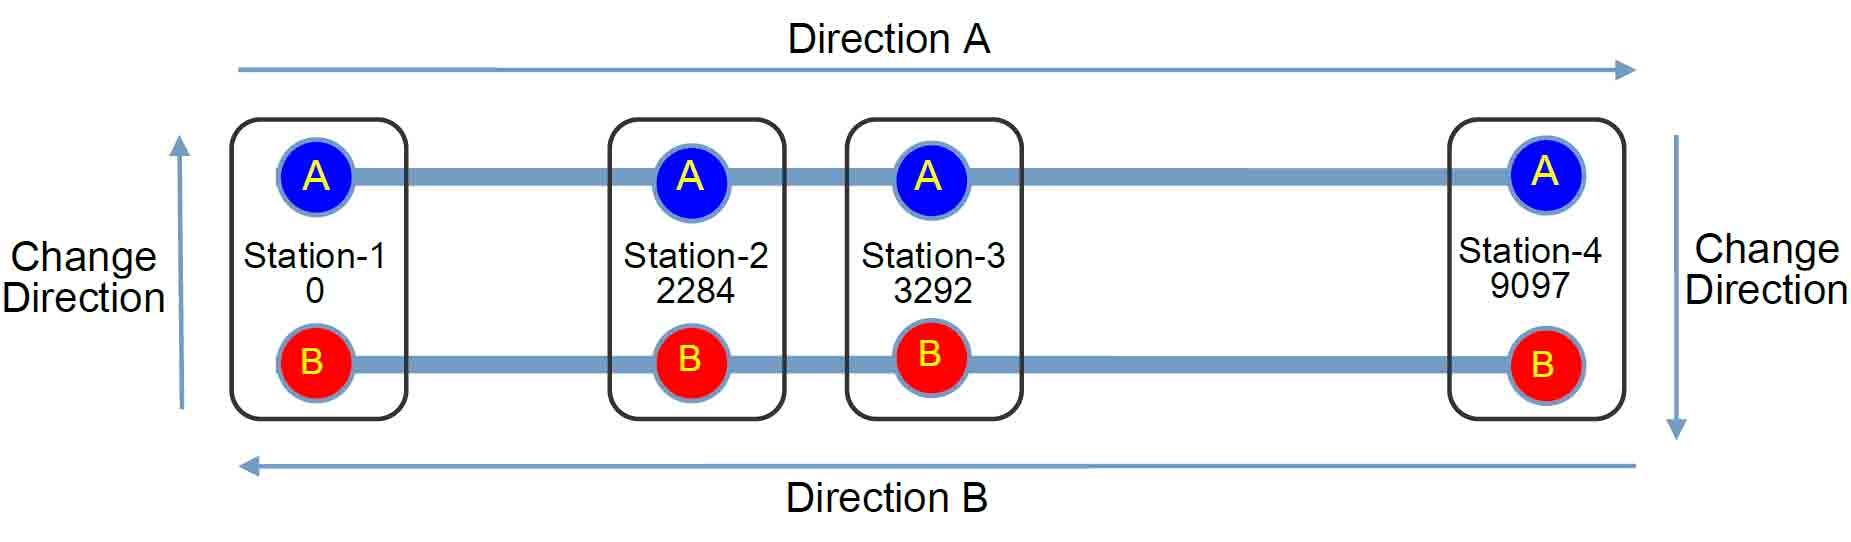 Direction A
A
A
A
A
Change
Direction
Station-1
0
Station-2
2284
Station-3
3292
Station-4
9097
Change
Direction
B
B
B
B
Direction B